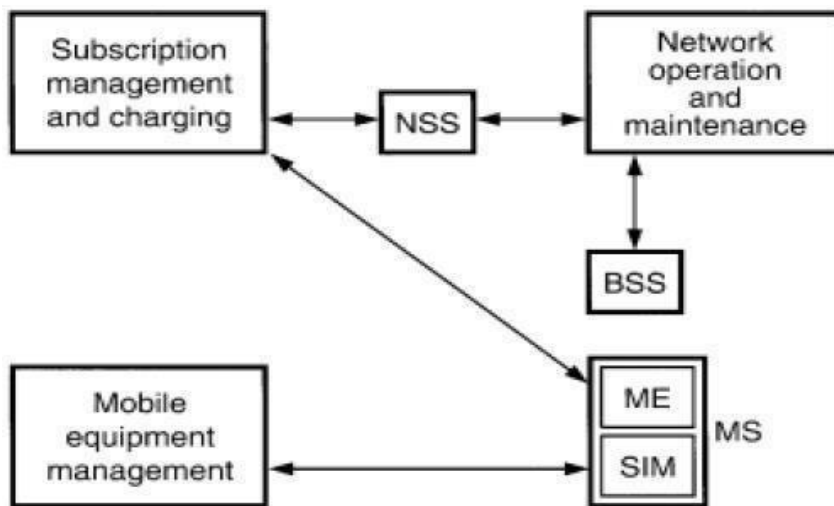 Subscription
management
and charging
NSS
Network
operation
and
maintenance
BSS
Mobile
equipment
management
ME
SIM
MS